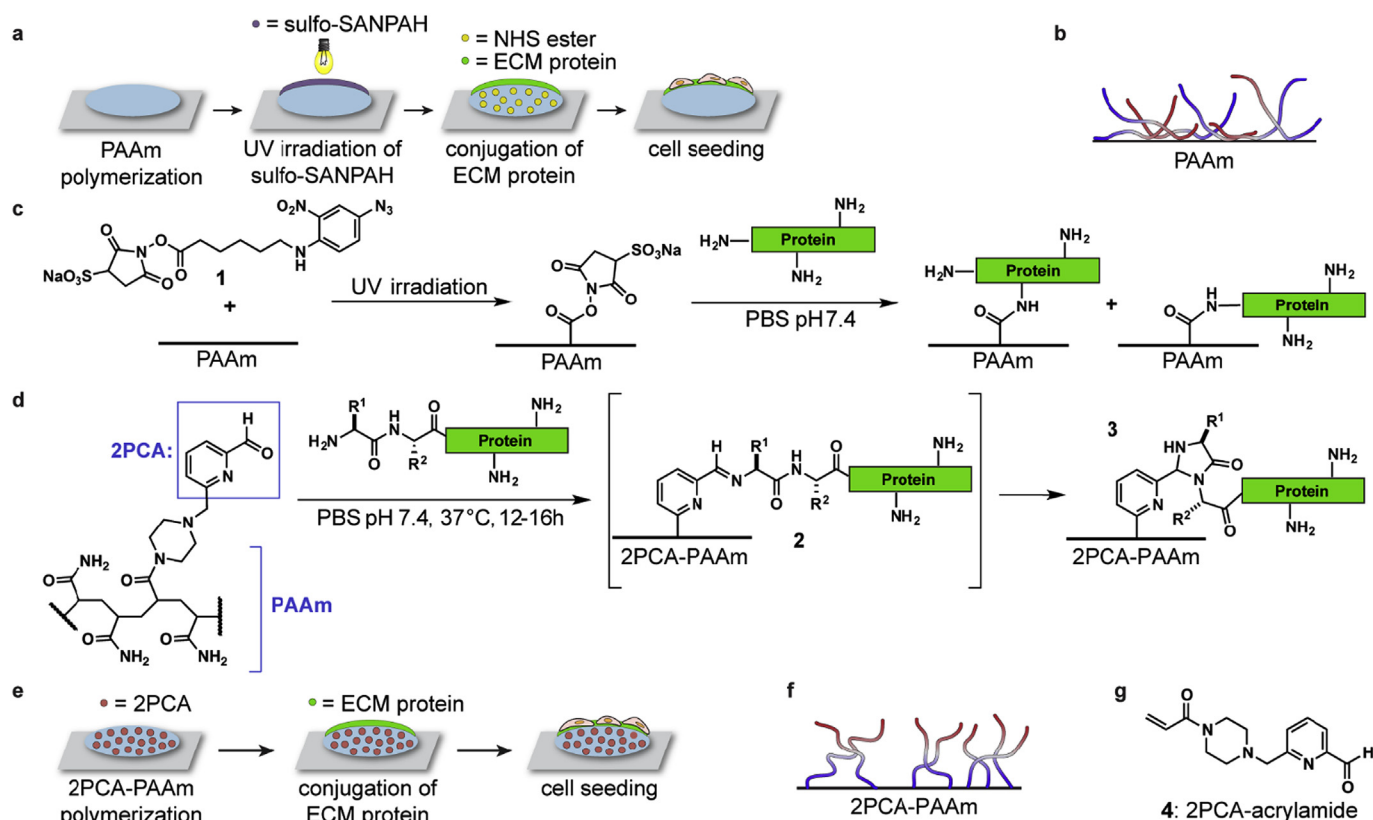 a
= sulfo-SANPAH
= NHS ester
= ECM protein
PAAm
polymerization
UV irradiation of
sulfo-SANPAH
conjugation of
ECM protein
cell seeding
b
PAAm
c
NaO₃S
O
O
N
O
O
O
N
H
NO₂
N₃
1
+
PAAm
UV irradiation
O
N
O
SO₃Na
O
O
PAAm
H₂N
NH₂
Protein
NH₂
PBS pH 7.4
H₂N
NH₂
Protein
O
NH
PAAm
+
O
H
N
NH₂
Protein
NH₂
PAAm
d
2PCA:
H
O
N
N
N
O
NH₂
O
O
NH₂
O
NH₂
PAAm
H₂N
R¹
O
H
N
R²
O
NH₂
Protein
NH₂
PBS pH 7.4, 37°C, 12-16h
H
N
N
R¹
O
H
N
R²
O
NH₂
Protein
NH₂
2PCA-PAAm
2
3
HN
R¹
O
N
N
R²
O
NH₂
Protein
NH₂
2PCA-PAAm
e
= 2PCA
= ECM protein
2PCA-PAAm
polymerization
conjugation of
ECM protein
cell seeding
f
2PCA-PAAm
g
O
N
N
N
H
O
4: 2PCA-acrylamide